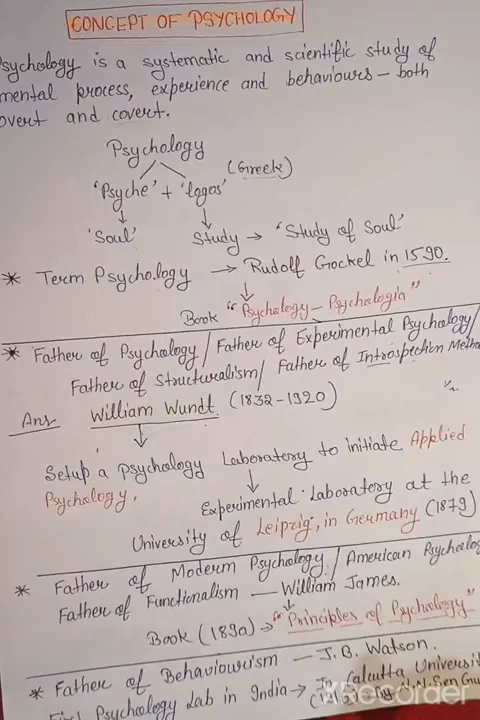 CONCEPT OF PSYCHOLOGY
Psychology is a systematic and scientific study of
mental process, experience and behaviours - both
overt and covert.
Psychology
'Psyche' + 'logos' (Greek)
'Soul' Study → 'Study of Soul'
* Term Psychology → Rudolf Gockel in 1590.
Book "Psychology - Psychologia"
* Father of Psychology / Father of Experimental Psychology /
Father of Structuralism / Father of Introspection Metho
Ans William Wundt. (1832-1920)
Setup a Psychology Laboratory to initiate Applied
Psychology.
Experimental Laboratory at the
University of Leipzig, in Germany (1879)
* Father of Modern Psychology / American Psycholog
Father of Functionalism - William James.
Book (1890) → "Principles of Psychology"
* Father of Behaviourism - J.B. Watson.
First Psychology Lab in India → In Calcutta Universit
Recorder